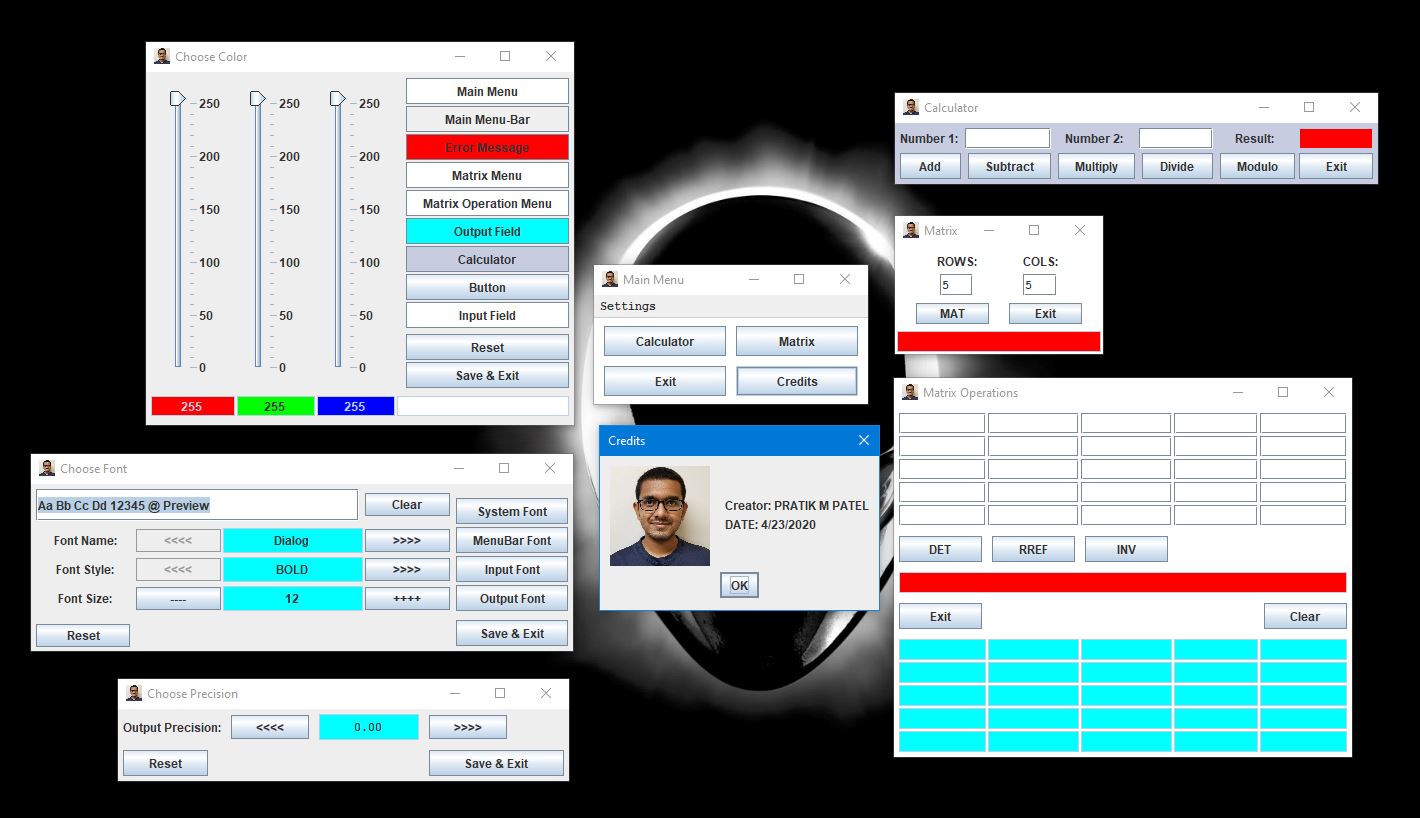 Choose Color
250 250 250
200 200 200
150 150 150
100 100 100
50 50 50
0 0 0
Main Menu
Main Menu-Bar
Error Message
Matrix Menu
Matrix Operation Menu
Output Field
Calculator
Button
Input Field
Reset
Save & Exit
255 255 255
Choose Font
Aa Bb Cc Dd 12345 @ Preview
Clear
System Font
Font Name: <<<< Dialog >>>> MenuBar Font
Font Style: <<<< BOLD >>>> Input Font
Font Size: ---- 12 ++++ Output Font
Reset Save & Exit
Choose Precision
Output Precision: <<<< 0.00 >>>>
Reset Save & Exit
Main Menu
Settings
Calculator Matrix
Exit Credits
Credits
Creator: PRATIK M PATEL
DATE: 4/23/2020
OK
Calculator
Number 1: Number 2: Result:
Add Subtract Multiply Divide Modulo Exit
Matrix
ROWS: COLS:
5 5
MAT Exit
Matrix Operations
DET RREF INV
Exit Clear